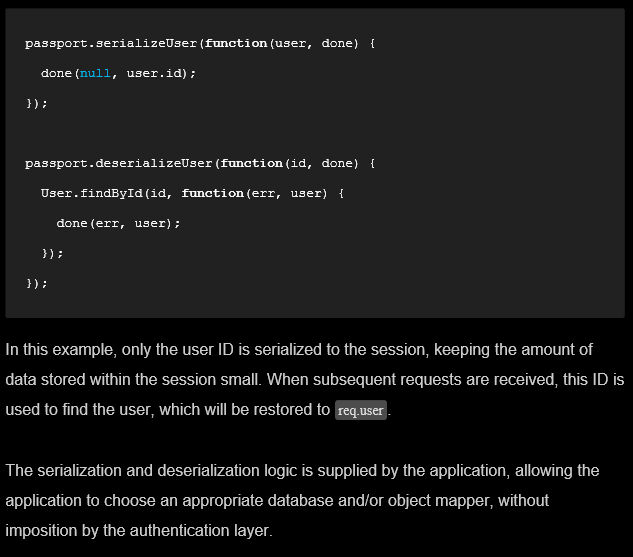 passport.serializeUser(function(user, done) {
done(null, user.id);
});
passport.deserializeUser(function(id, done) {
User.findById(id, function(err, user) {
done(err, user);
});
});
In this example, only the user ID is serialized to the session, keeping the amount of
data stored within the session small. When subsequent requests are received, this ID is
used to find the user, which will be restored to req.user.
The serialization and deserialization logic is supplied by the application, allowing the
application to choose an appropriate database and/or object mapper, without
imposition by the authentication layer.